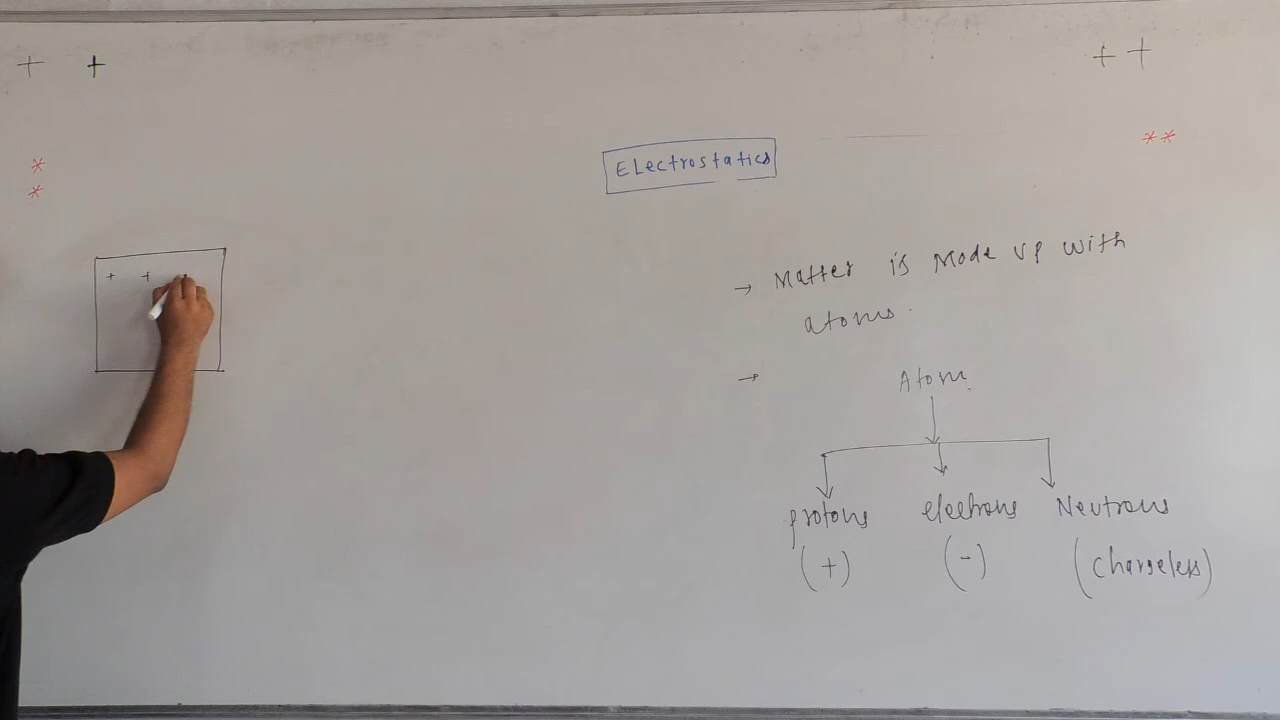 + +
+ +
* *
*
*
Electrostatics
+ +
→ Matter is Made up with
atoms.
→ Atom
protons electrons Neutrons
(+) (-) (Chargeless)